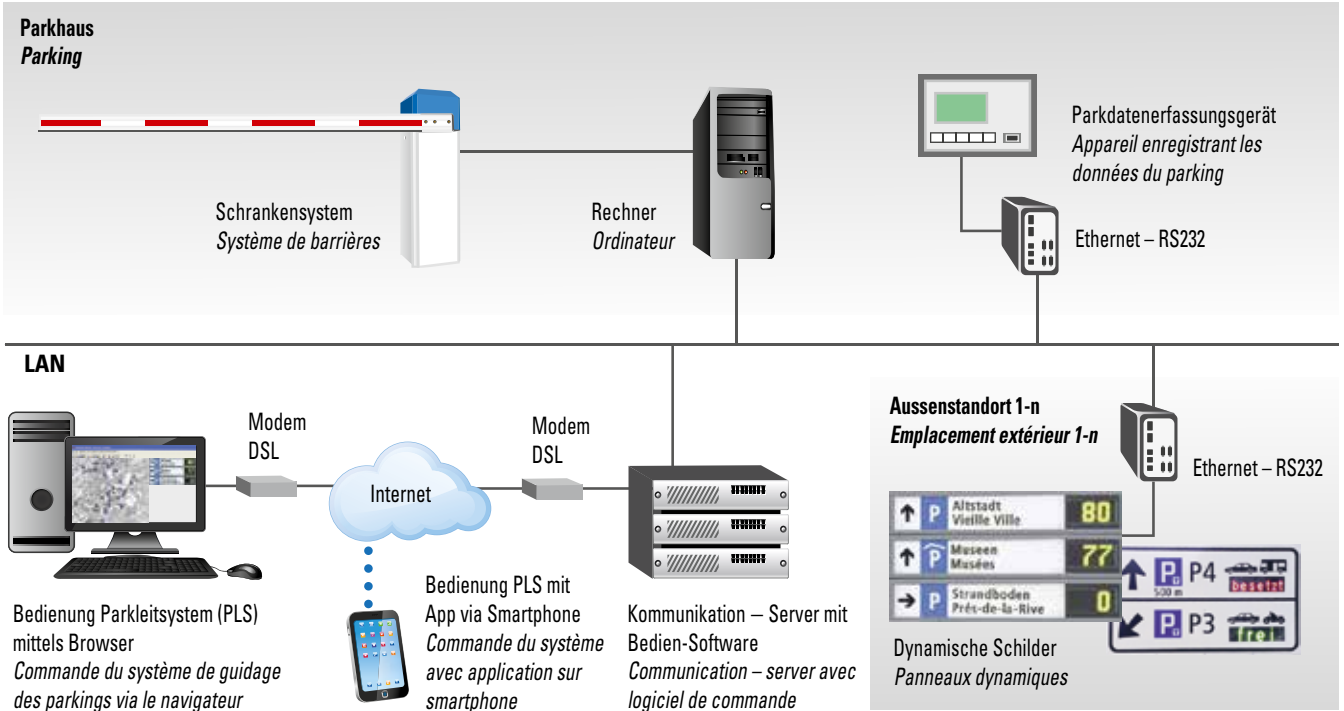 Parkhaus
Parking
Schrankensystem
Système de barrières
Rechner
Ordinateur
Parkdatenerfassungsgerät
Appareil enregistrant les
données du parking
Ethernet – RS232
LAN
Modem
DSL
Internet
Modem
DSL
Bedienung Parkleitsystem (PLS)
mittels Browser
Commande du système de guidage
des parkings via le navigateur
Bedienung PLS mit
App via Smartphone
Commande du système
avec application sur
smartphone
Kommunikation – Server mit
Bedien-Software
Communication – server avec
logiciel de commande
Aussenstandort 1-n
Emplacement extérieur 1-n
Ethernet – RS232
P Altstadt 80
Vieille Ville
P Museen 77
Musées
P Strandboden 0
Prés-de-la-Rive
P P4 besetzt
500 m
P P3 frei
Dynamische Schilder
Panneaux dynamiques